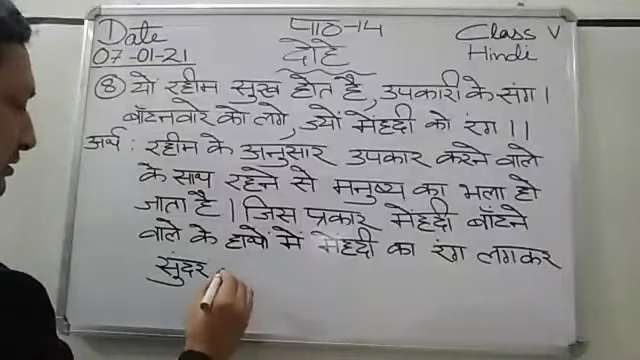 Date
07-01-21
पाठ-14
दोहे
Class V
Hindi
⑧ यों रहीम सुख होत है, उपकारी के संग।
बाँटनवारे को लगे, ज्यों मेंहदी को रंग।।
अर्थ: रहीम के अनुसार उपकार करने वाले
के साथ रहने से मनुष्य का भला हो
जाता है। जिस प्रकार मेंहदी बाँटने
वाले के हाथों में मेंहदी का रंग लगकर
सुंदर